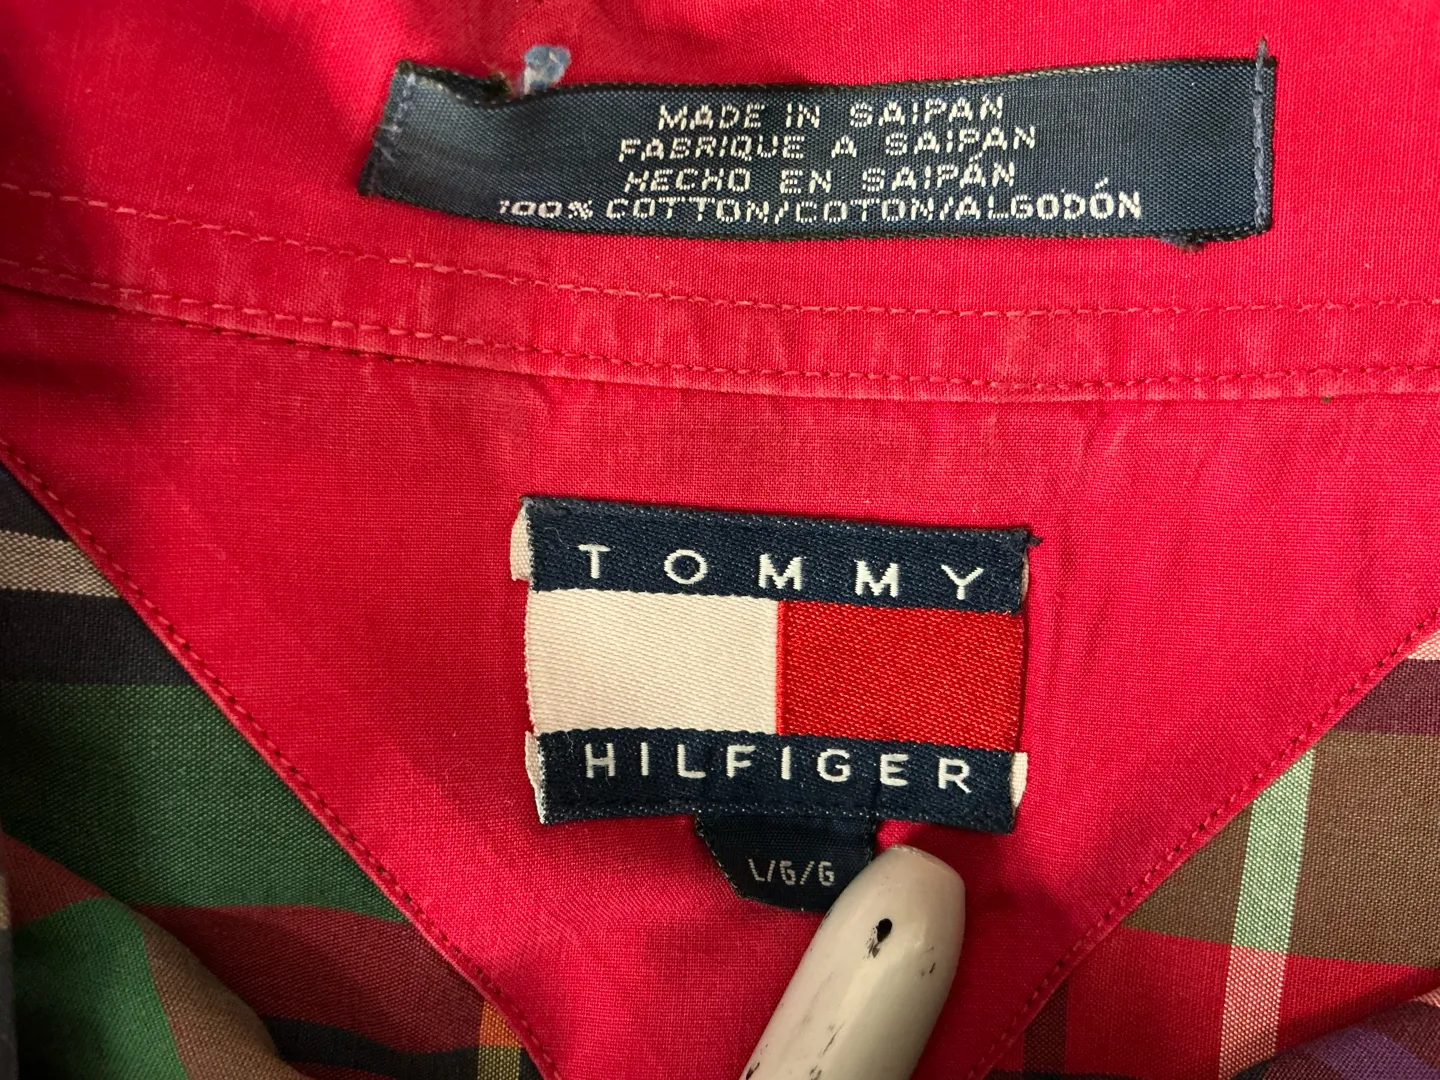 MADE IN SAIPAN
FABRIQUE A SAIPAN
HECHO EN SAIPÁN
100% COTTON/COTON/ALGODÓN
TOMMY
HILFIGER
L/G/G